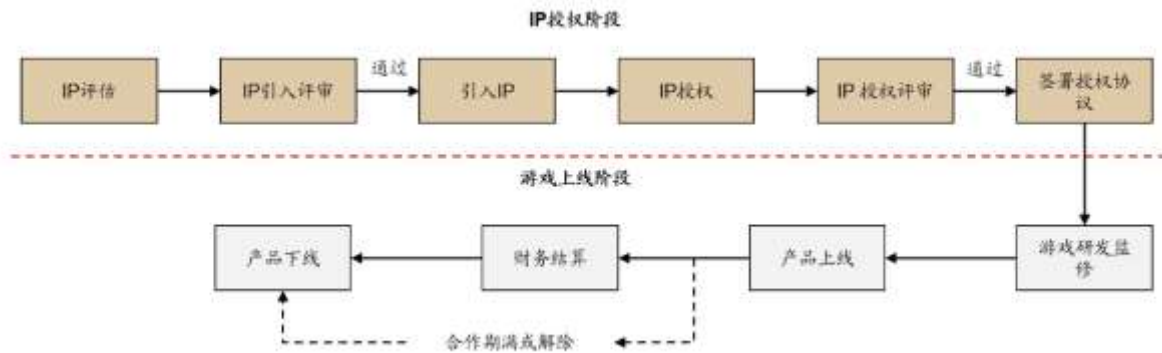 IP授权阶段
IP评估
IP引入评审
通过
引入IP
IP授权
IP 授权评审
通过
签署授权协
议
游戏上线阶段
产品下线
财务结算
产品上线
游戏研发监
修
合作期满或解除